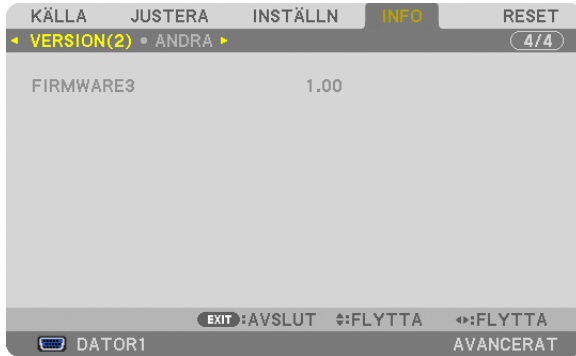 KÄLLA JUSTERA INSTÄLLN INFO RESET
VERSION(2) • ANDRA 4/4
FIRMWARE3 1.00
EXIT:AVSLUT :FLYTTA :FLYTTA
DATOR1 AVANCERAT